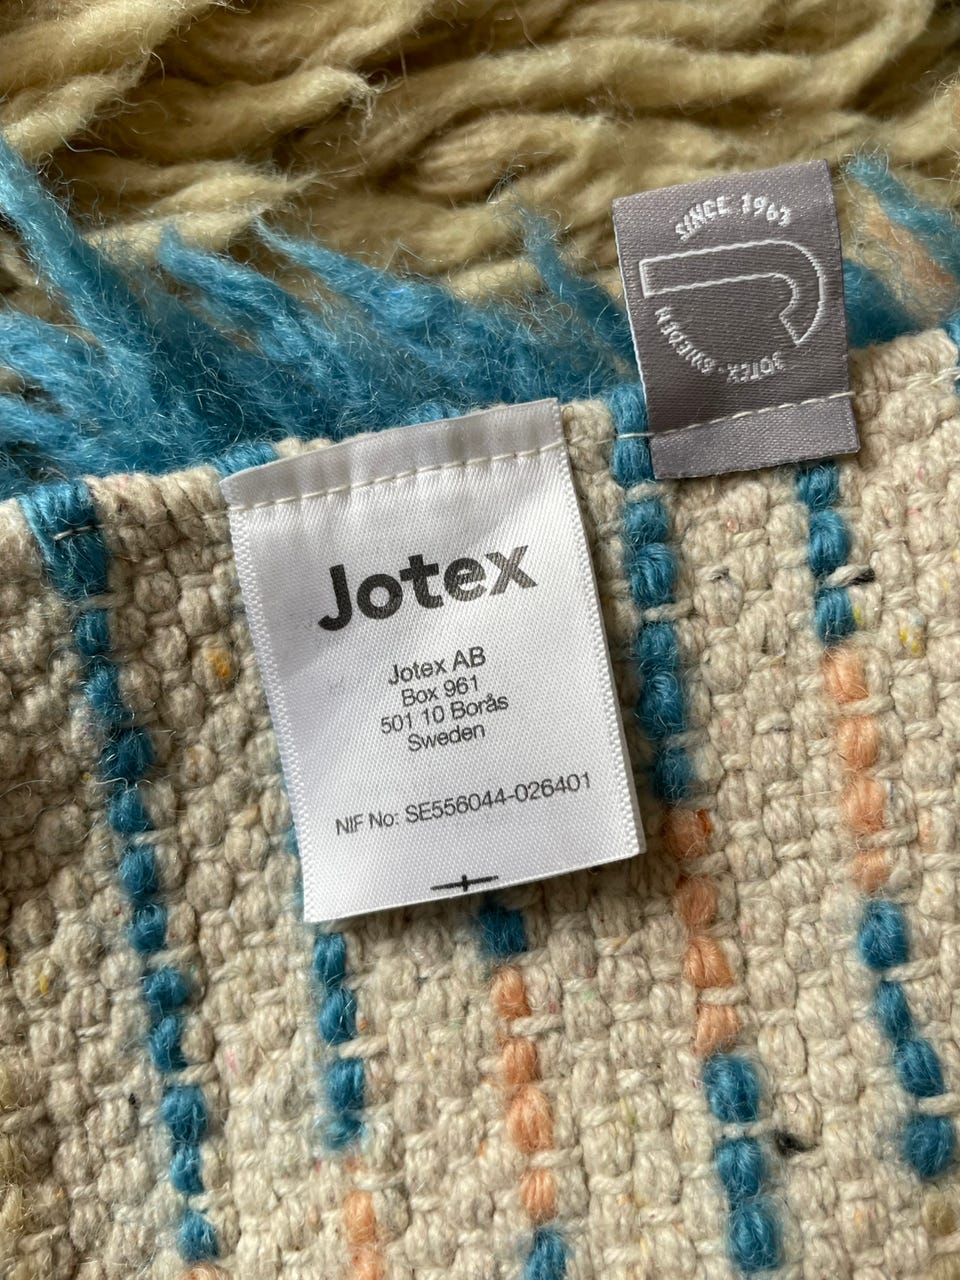 SINCE 1963
JOTEX · SWEDEN
Jotex
Jotex AB
Box 961
501 10 Borås
Sweden
NIF No: SE556044-026401